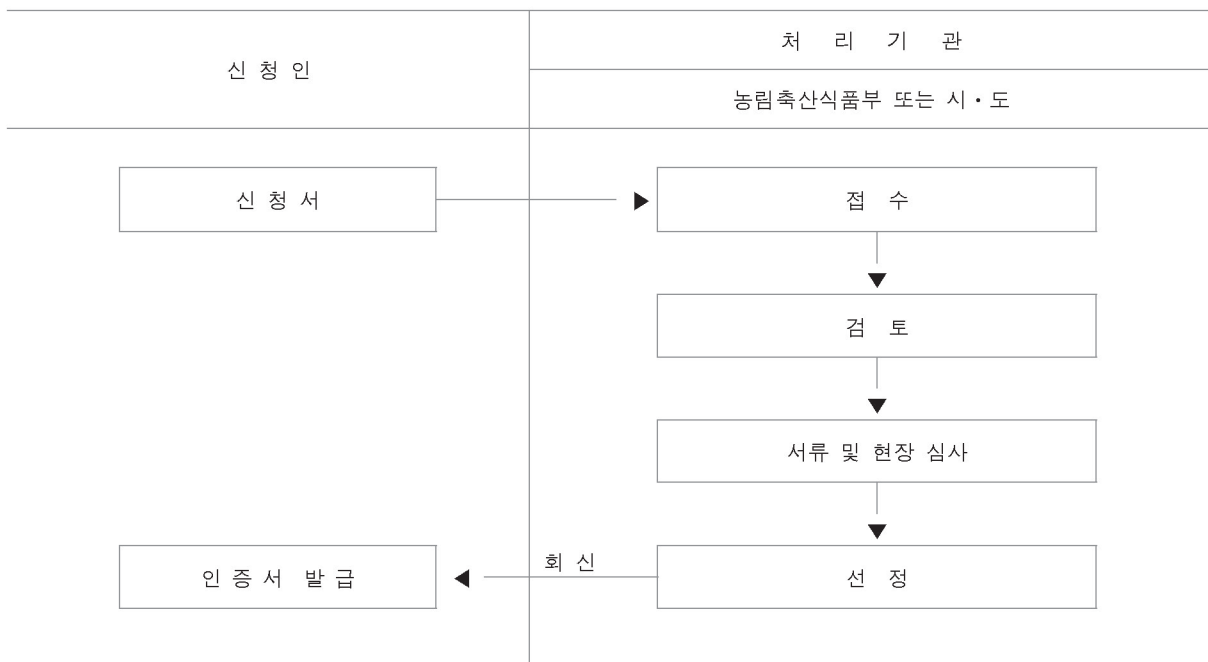 신 청 인
처 리 기 관
농림축산식품부 또는 시·도
신 청 서
접 수
검 토
서류 및 현장 심사
회 신
인 증 서 발 급
선 정